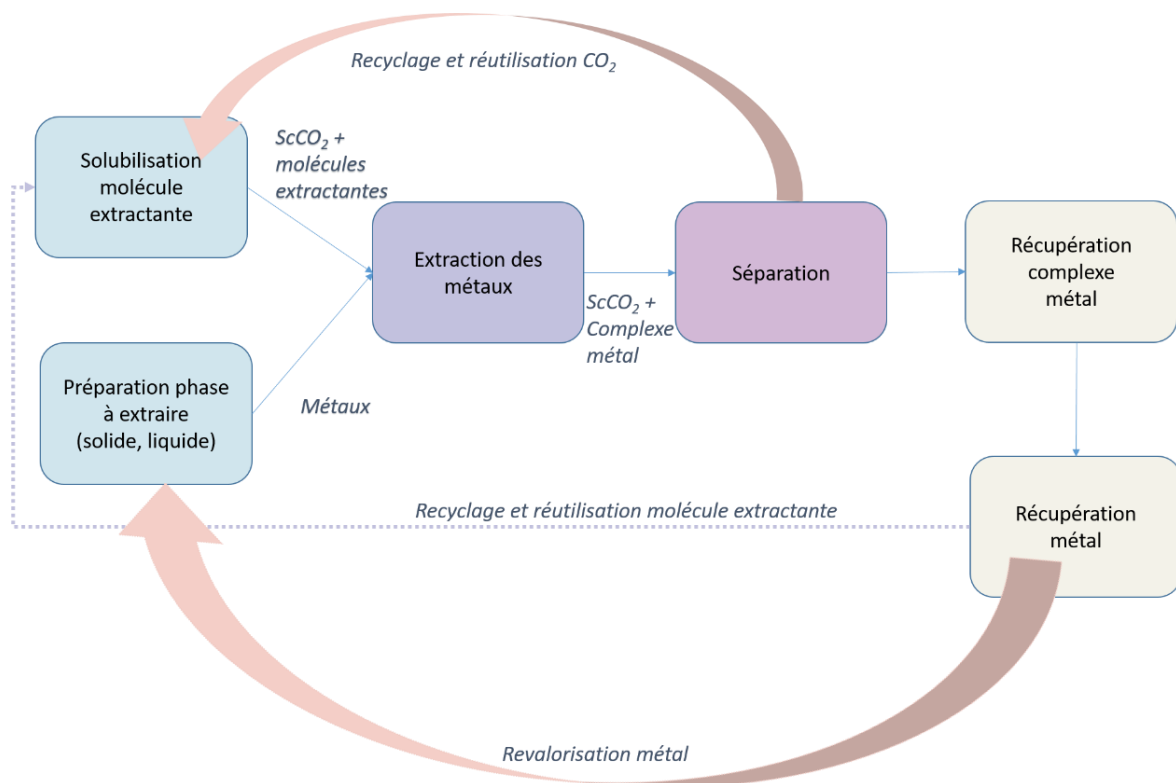 Recyclage et réutilisation CO₂
Solubilisation
molécule
extractante
ScCO₂ +
molécules
extractantes
Extraction des
métaux
ScCO₂ +
Complexe
métal
Séparation
Récupération
complexe
métal
Préparation phase
à extraire
(solide, liquide)
Métaux
Recyclage et réutilisation molécule extractante
Récupération
métal
Revalorisation métal